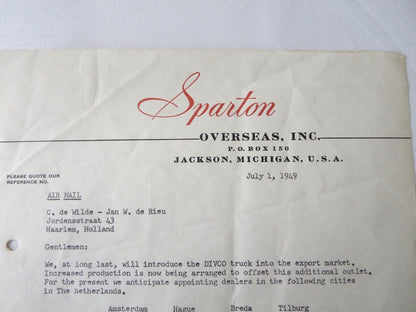 Sparton
OVERSEAS, INC.
P. O. BOX 150
JACKSON, MICHIGAN, U.S.A.
PLEASE QUOTE OUR
REFERENCE NO.
July 1, 1949
AIR MAIL
C. de Wilde - Jan W. de Rieu
Jordensstraat 43
Haarlem, Holland
Gentlemen:
We, at long last, will introduce the DIVCO truck into the export market.
Increased production is now being arranged to offset this additional outlet.
For the present we anticipate appointing dealers in the following cities
in The Netherlands.
Amsterdam Hague Breda Tilburg